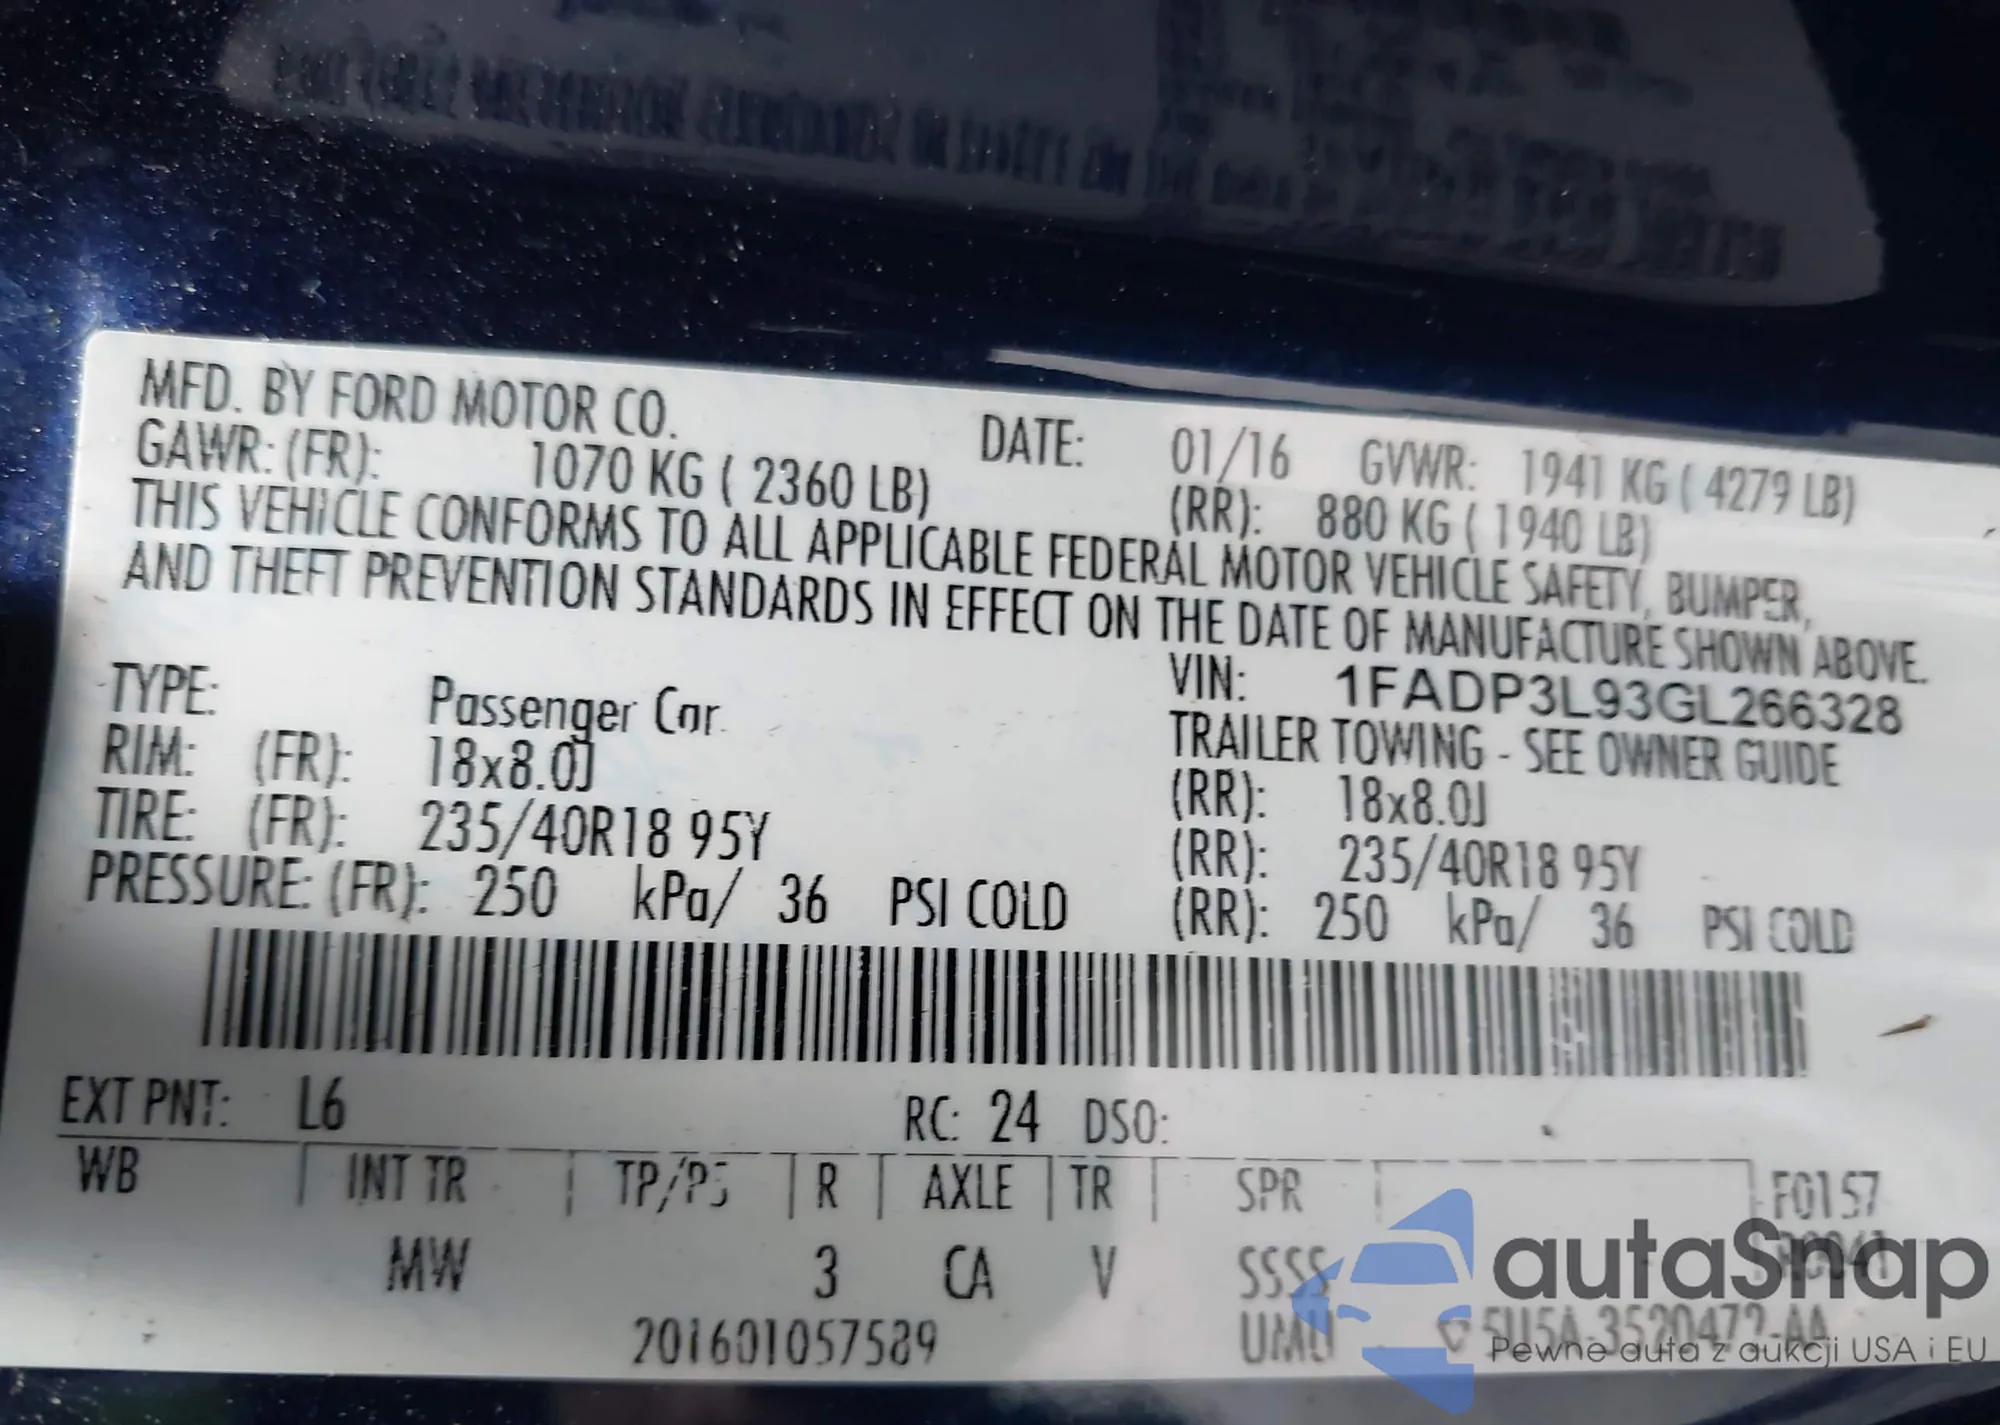 MFD. BY FORD MOTOR CO. DATE: 01/16 GVWR: 1941 KG ( 4279 LB)
GAWR: (FR): 1070 KG ( 2360 LB) (RR): 880 KG ( 1940 LB)
THIS VEHICLE CONFORMS TO ALL APPLICABLE FEDERAL MOTOR VEHICLE SAFETY, BUMPER,
AND THEFT PREVENTION STANDARDS IN EFFECT ON THE DATE OF MANUFACTURE SHOWN ABOVE.
VIN: 1FADP3L93GL266328
TYPE: Passenger Car TRAILER TOWING - SEE OWNER GUIDE
RIM: (FR): 18x8.0J (RR): 18x8.0J
TIRE: (FR): 235/40R18 95Y (RR): 235/40R18 95Y
PRESSURE: (FR): 250 kPa/ 36 PSI COLD (RR): 250 kPa/ 36 PSI COLD
EXT PNT: L6 RC: 24 DSO:
WB INT TR TP/PS R AXLE TR SPR F0157
MW 3 CA V SSSS
201601057589
autaSnap
Pewne auta z aukcji USA i EU